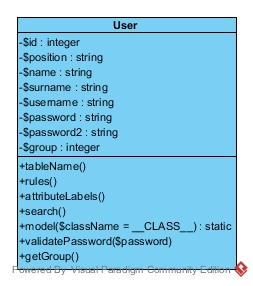 User
-$id : integer
-$position : string
-$name : string
-$surname : string
-$username : string
-$password : string
-$password2 : string
-$group : integer
+tableName()
+rules()
+attributeLabels()
+search()
+model($className = __CLASS__) : static
+validatePassword($password)
+getGroup()
Powered By Visual Paradigm Community Edition